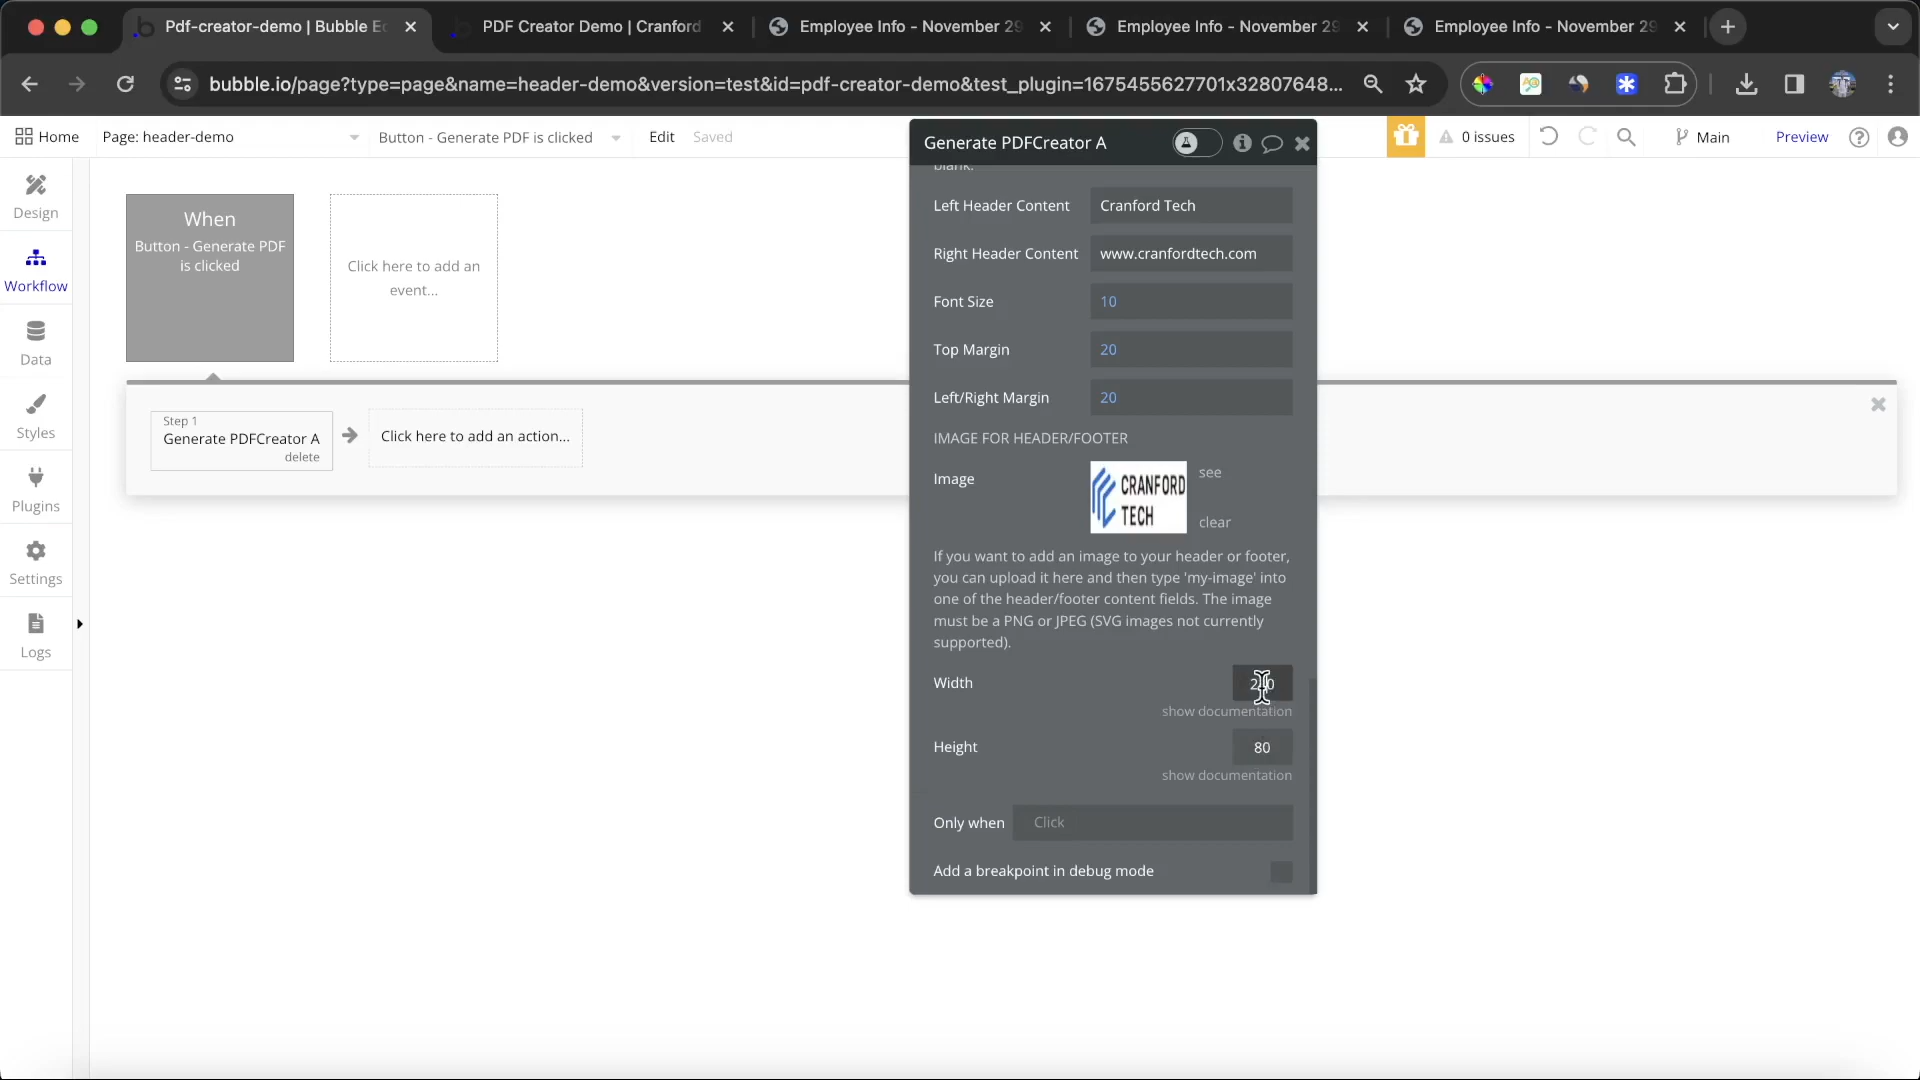 Pdf-creator-demo | Bubble Ed
PDF Creator Demo | Cranford
Employee Info - November 29
Employee Info - November 29
Employee Info - November 29
bubble.io/page?type=page&name=header-demo&version=test&id=pdf-creator-demo&test_plugin=1675455627701x32807648...
Home
Page: header-demo
Button - Generate PDF is clicked
Edit
Saved
0 issues
Main
Preview
Design
Workflow
Data
Styles
Plugins
Settings
Logs
When
Button - Generate PDF
is clicked
Click here to add an
event...
Step 1
Generate PDFCreator A
delete
Click here to add an action...
Generate PDFCreator A
blank.
Left Header Content
Cranford Tech
Right Header Content
www.cranfordtech.com
Font Size
10
Top Margin
20
Left/Right Margin
20
IMAGE FOR HEADER/FOOTER
Image
CRANFORD
TECH
see
clear
If you want to add an image to your header or footer,
you can upload it here and then type 'my-image' into
one of the header/footer content fields. The image
must be a PNG or JPEG (SVG images not currently
supported).
Width
show documentation
Height
80
show documentation
Only when
Click
Add a breakpoint in debug mode